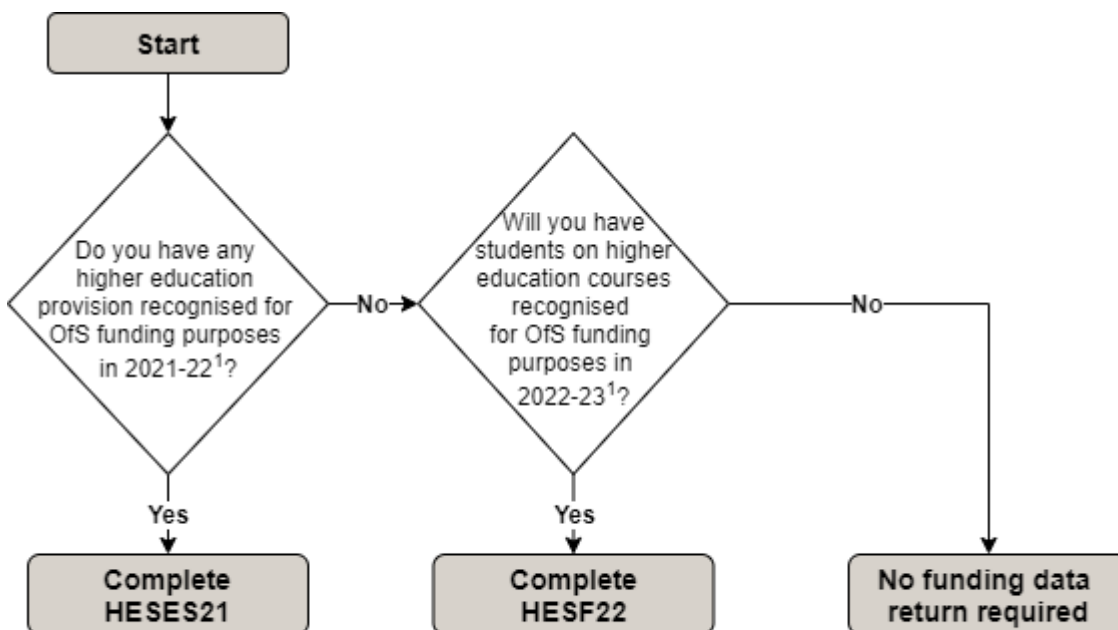 Start
Do you have any
higher education
provision recognised for
OfS funding purposes
in 2021-22¹?
No
Will you have
students on higher
education courses
recognised
for OfS funding
purposes in
2022-23¹?
No
Yes
Yes
Complete
HESES21
Complete
HESF22
No funding data
return required